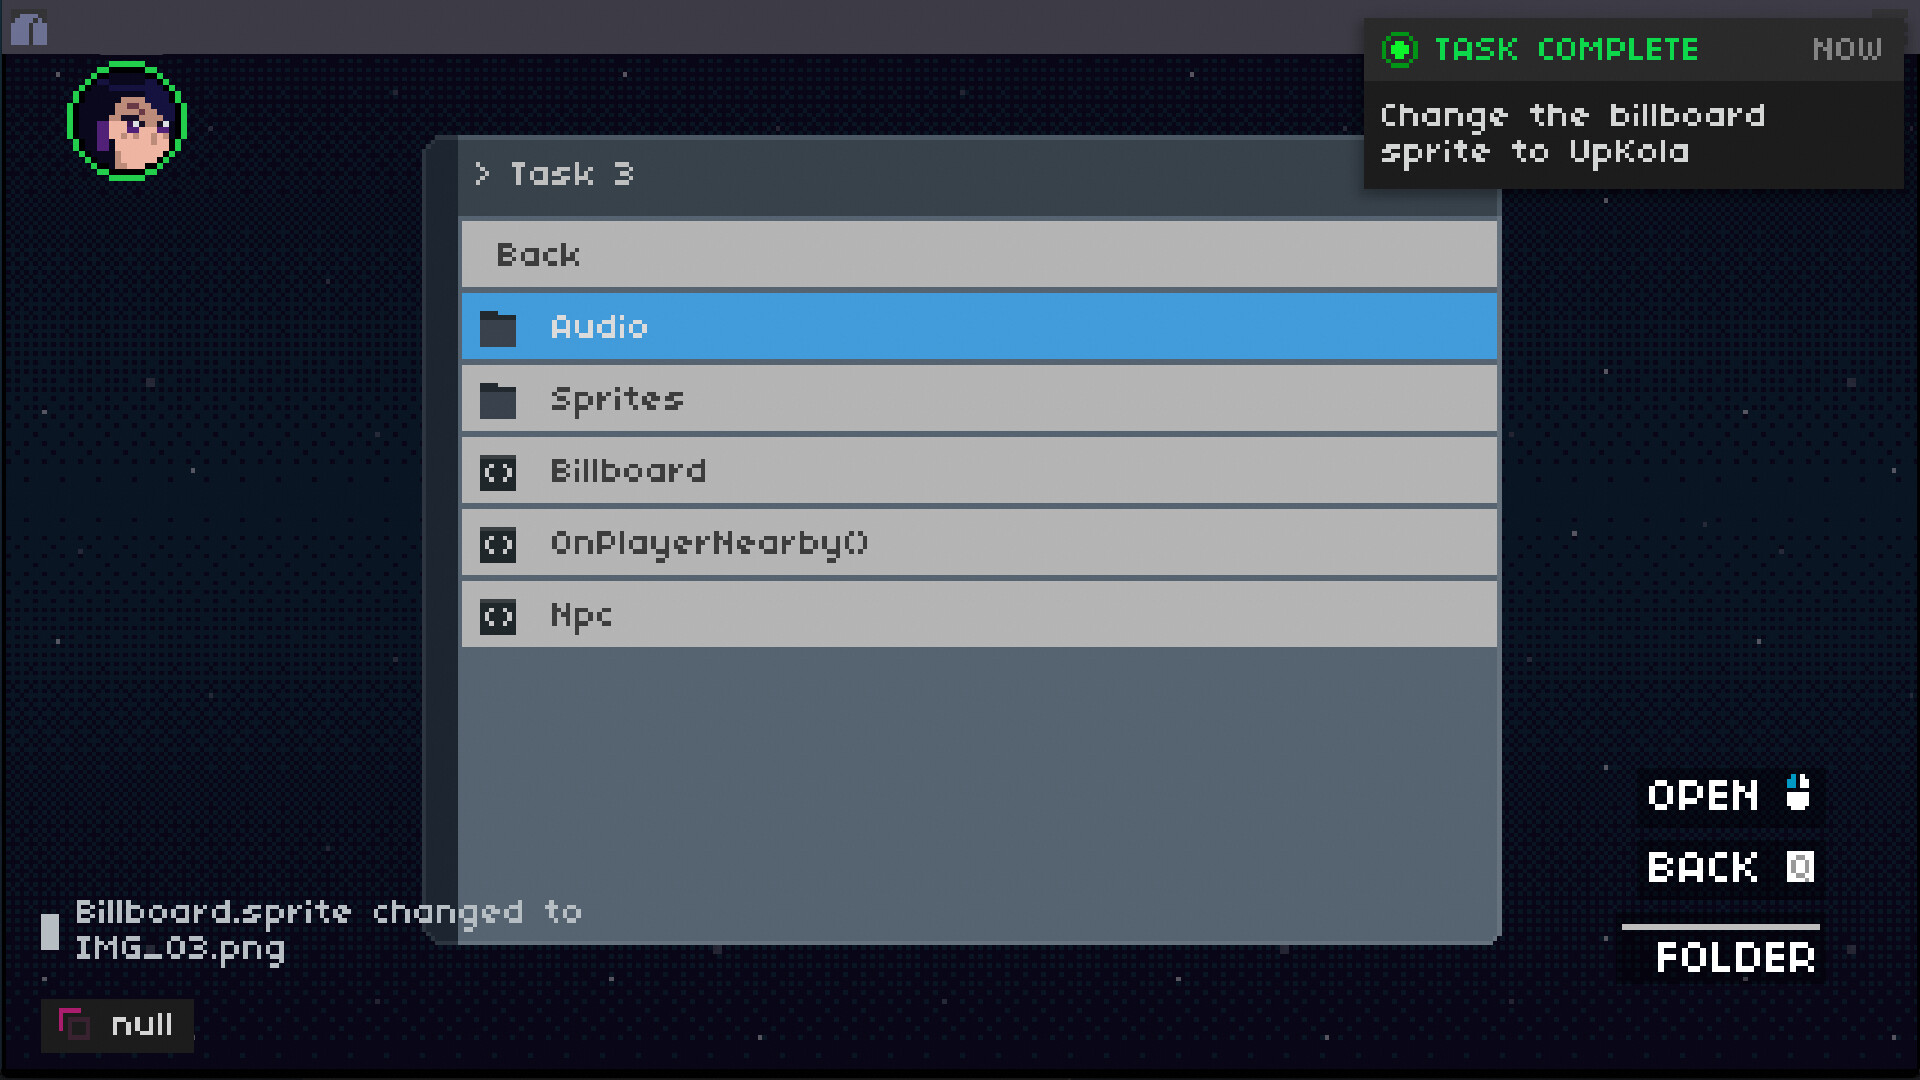 TASK COMPLETE NOW
Change the billboard
sprite to UpKola
> Task 3
Back
Audio
Sprites
Billboard
OnPlayerNearby()
Npc
OPEN
BACK Q
FOLDER
Billboard.sprite changed to
IMG_03.png
null